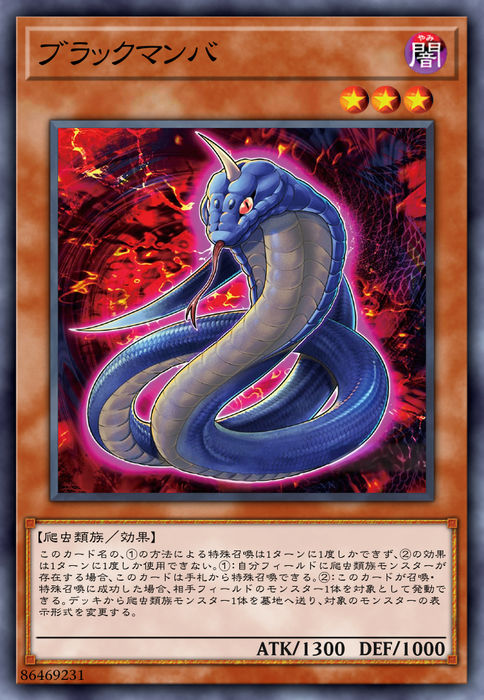 ブラックマンバ
やみ
闇
【爬虫類族／効果】
このカード名の、①の方法による特殊召喚は1ターンに1度しかできず、②の効果
は1ターンに1度しか使用できない。①：自分フィールドに爬虫類族モンスターが
存在する場合、このカードは手札から特殊召喚できる。②：このカードが召喚・
特殊召喚に成功した場合、相手フィールドのモンスター1体を対象として発動で
きる。デッキから爬虫類族モンスター1体を墓地へ送り、対象のモンスターの表
示形式を変更する。
ATK/1300 DEF/1000
86469231